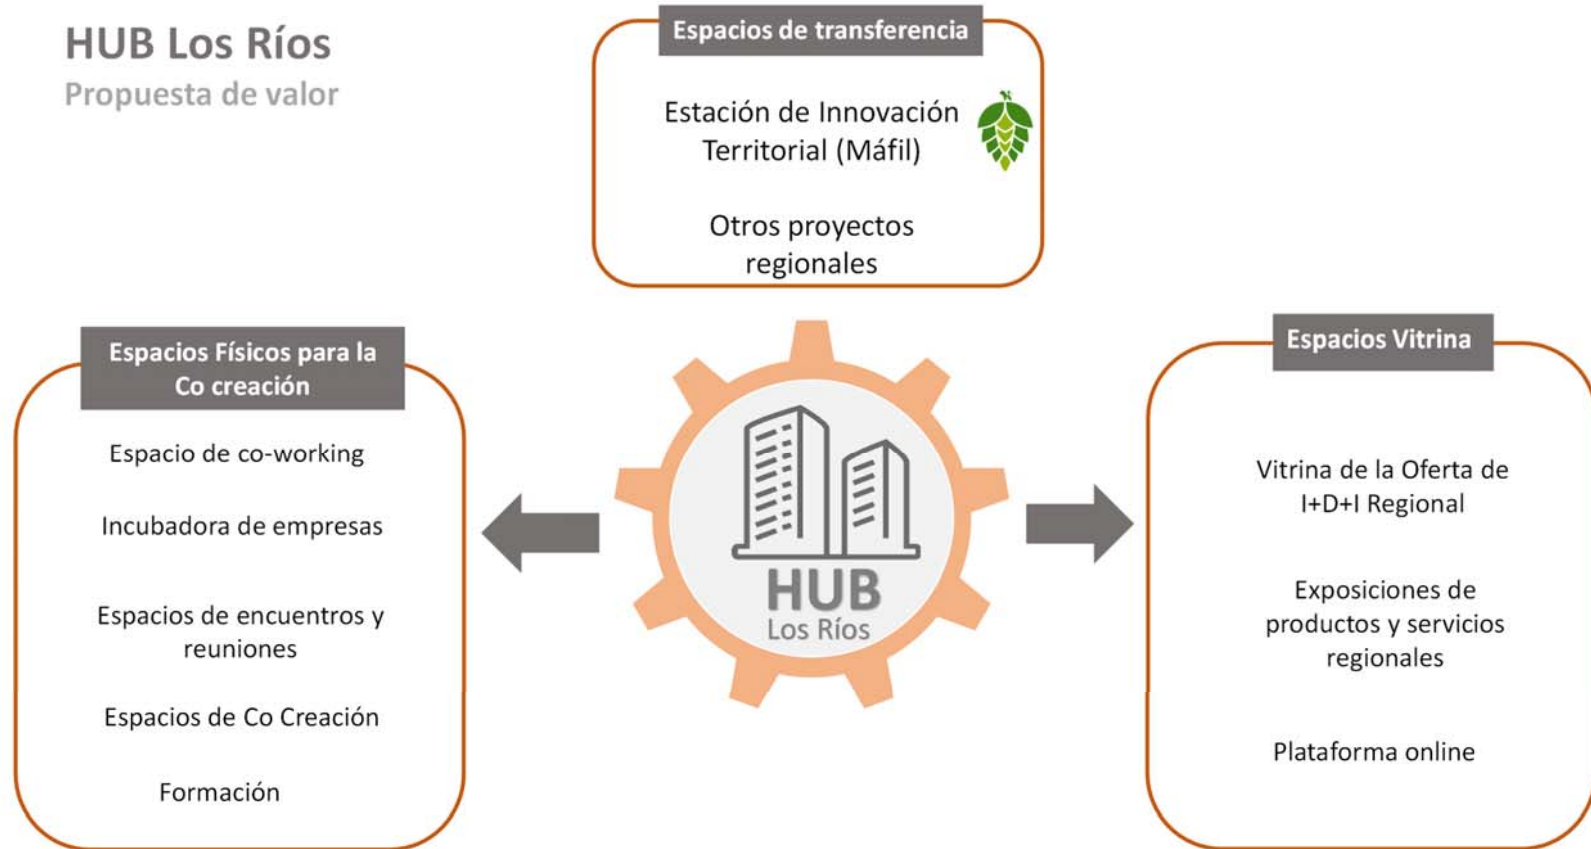 HUB Los Ríos
Propuesta de valor
Espacios de transferencia
Estación de Innovación
Territorial (Máfil)
Otros proyectos
regionales
Espacios Físicos para la
Co creación
Espacio de co-working
Incubadora de empresas
Espacios de encuentros y
reuniones
Espacios de Co Creación
Formación
HUB
Los Ríos
Espacios Vitrina
Vitrina de la Oferta de
I+D+I Regional
Exposiciones de
productos y servicios
regionales
Plataforma online